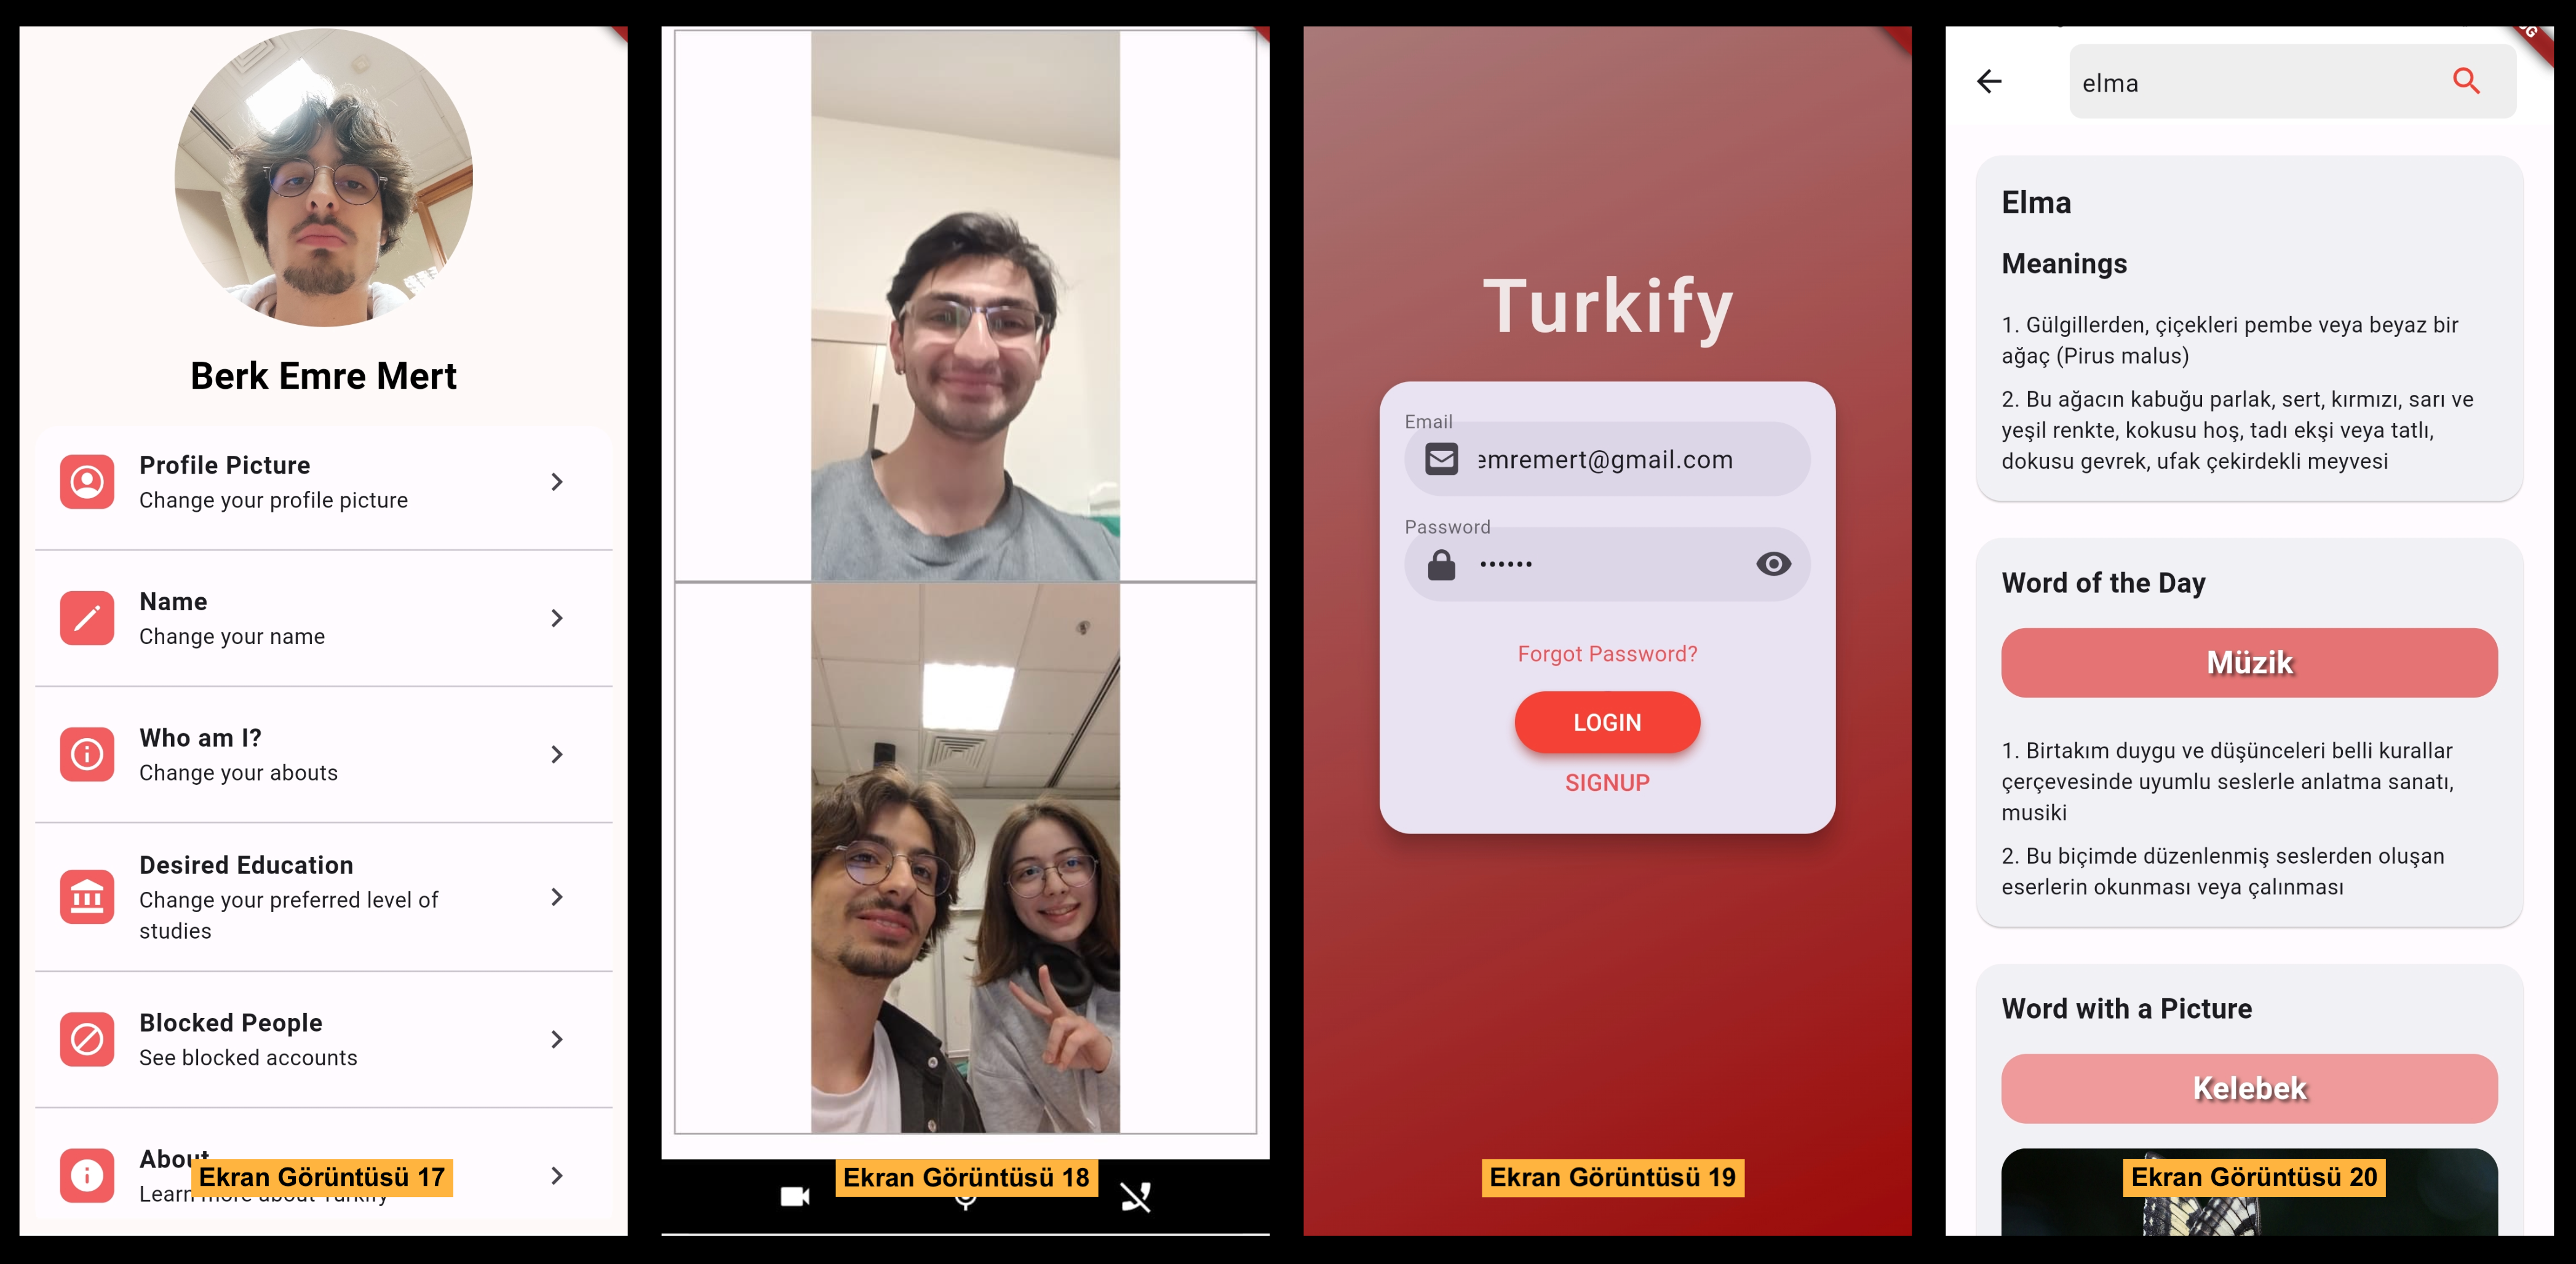 Berk Emre Mert
Profile Picture
Change your profile picture
Name
Change your name
Who am I?
Change your abouts
Desired Education
Change your preferred level of
studies
Blocked People
See blocked accounts
About
Learn more about Turkify
Ekran Görüntüsü 17
Ekran Görüntüsü 18
Turkify
Email
emremert@gmail.com
Password
••••••
Forgot Password?
LOGIN
SIGNUP
Ekran Görüntüsü 19
elma
Elma
Meanings
1. Gülgillerden, çiçekleri pembe veya beyaz bir
ağaç (Pirus malus)
2. Bu ağacın kabuğu parlak, sert, kırmızı, sarı ve
yeşil renkte, kokusu hoş, tadı ekşi veya tatlı,
dokusu gevrek, ufak çekirdekli meyvesi
Word of the Day
Müzik
1. Birtakım duygu ve düşünceleri belli kurallar
çerçevesinde uyumlu seslerle anlatma sanatı,
musiki
2. Bu biçimde düzenlenmiş seslerden oluşan
eserlerin okunması veya çalınması
Word with a Picture
Kelebek
Ekran Görüntüsü 20